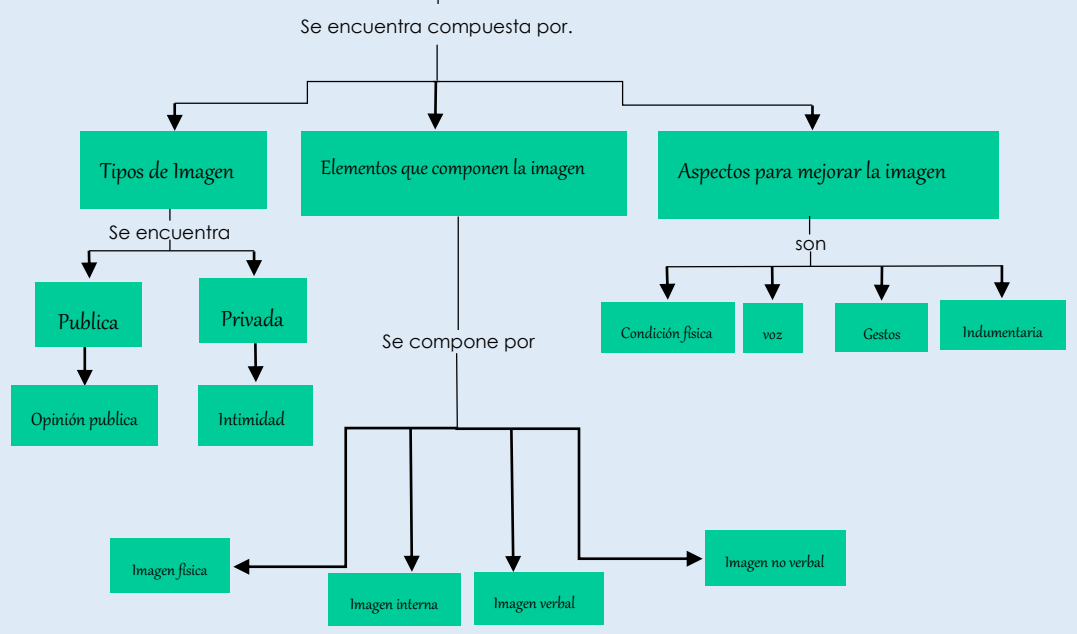 Se encuentra compuesta por.
Tipos de Imagen
Elementos que componen la imagen
Aspectos para mejorar la imagen
Se encuentra
son
Publica
Privada
Condición física
voz
Gestos
Indumentaria
Se compone por
Opinión publica
Intimidad
Imagen física
Imagen interna
Imagen verbal
Imagen no verbal